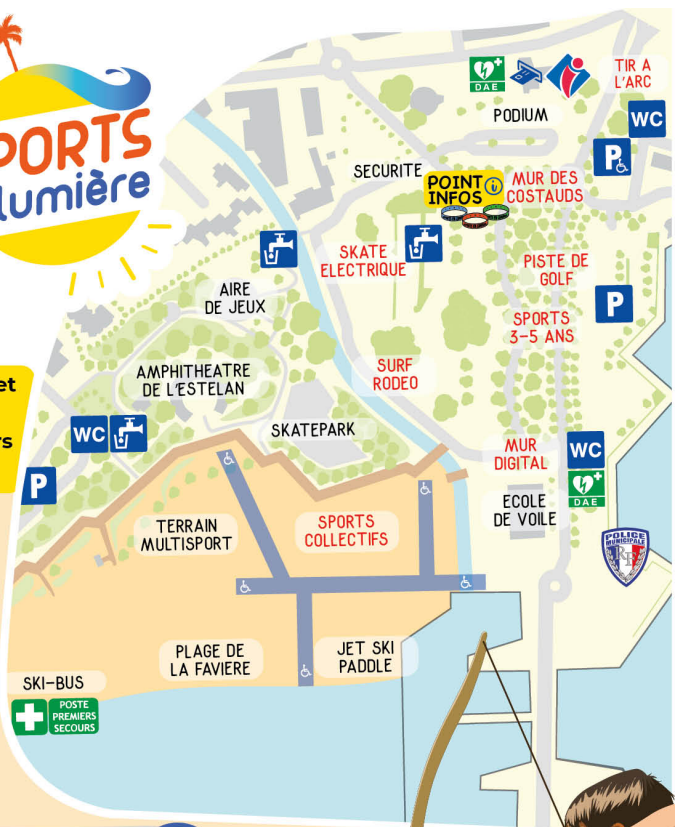 PORTS
lumière
et
rs
TIR A
L'ARC
DAE
PODIUM
WC
P
SECURITE
POINT i
INFOS
MUR DES
COSTAUDS
SKATE
ELECTRIQUE
PISTE DE
GOLF
P
AIRE
DE JEUX
SPORTS
3-5 ANS
AMPHITHEATRE
DE L'ESTELAN
SURF
RODEO
WC
SKATEPARK
MUR
DIGITAL
WC
DAE
P
ECOLE
DE VOILE
TERRAIN
MULTISPORT
SPORTS
COLLECTIFS
POLICE
MUNICIPALE
RF
PLAGE DE
LA FAVIERE
JET SKI
PADDLE
SKI-BUS
POSTE
PREMIERS
SECOURS